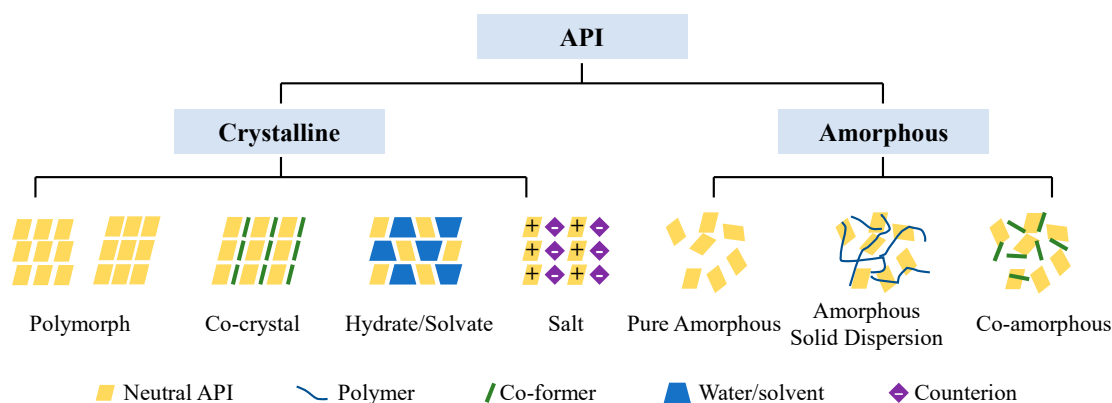 API
Crystalline
Amorphous
+ - + -
+ - + -
+ - + -
Polymorph
Co-crystal
Hydrate/Solvate
Salt
Pure Amorphous
Amorphous
Solid Dispersion
Co-amorphous
Neutral API
Polymer
Co-former
Water/solvent
- Counterion